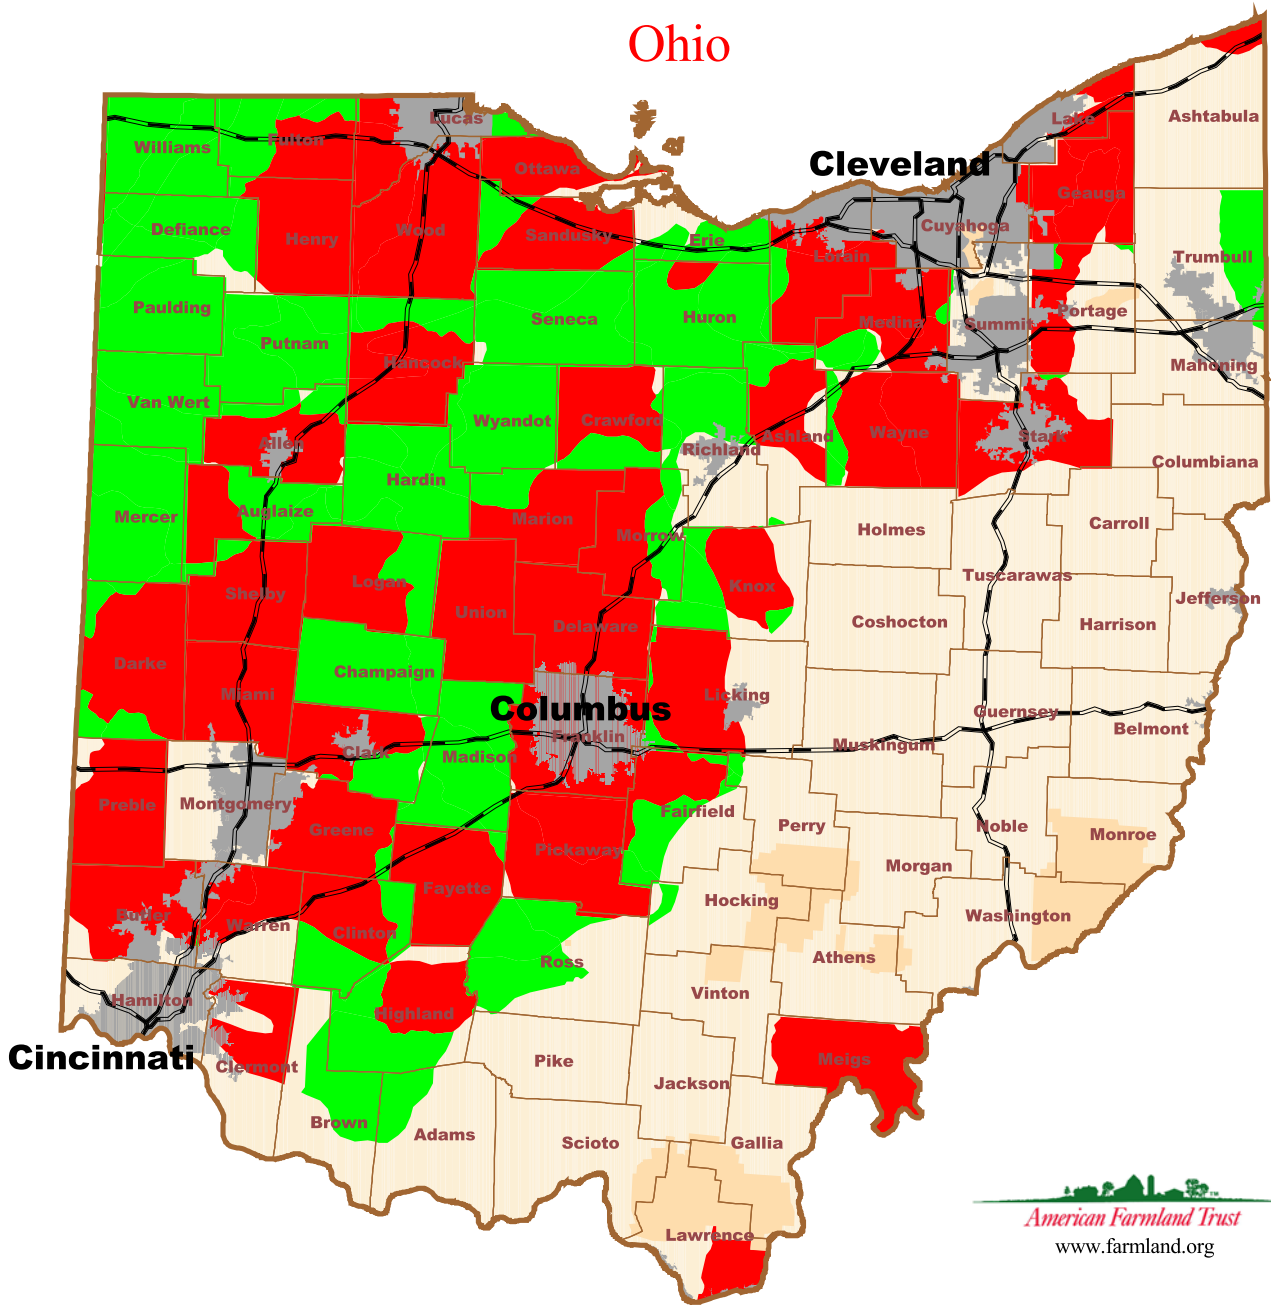 Ohio
Ashtabula
Lucas
Lake
Fulton
Williams
Cleveland
Ottawa
Geauga
Defiance
Henry
Wood
Sandusky
Erie
Cuyahoga
Lorain
Trumbull
Paulding
Seneca
Huron
Medina
Summit
Portage
Putnam
Hancock
Mahoning
Van Wert
Wyandot
Crawford
Allen
Richland
Ashland
Wayne
Stark
Columbiana
Hardin
Mercer
Auglaize
Marion
Morrow
Holmes
Carroll
Tuscarawas
Logan
Shelby
Knox
Jefferson
Union
Delaware
Coshocton
Harrison
Darke
Champaign
Miami
Licking
Columbus
Franklin
Guernsey
Belmont
Clark
Madison
Muskingum
Preble
Montgomery
Greene
Fairfield
Perry
Noble
Monroe
Pickaway
Morgan
Fayette
Hocking
Butler
Warren
Clinton
Washington
Ross
Athens
Hamilton
Vinton
Highland
Cincinnati
Clermont
Pike
Meigs
Jackson
Brown
Adams
Scioto
Gallia
Lawrence
TM
American Farmland Trust
www.farmland.org